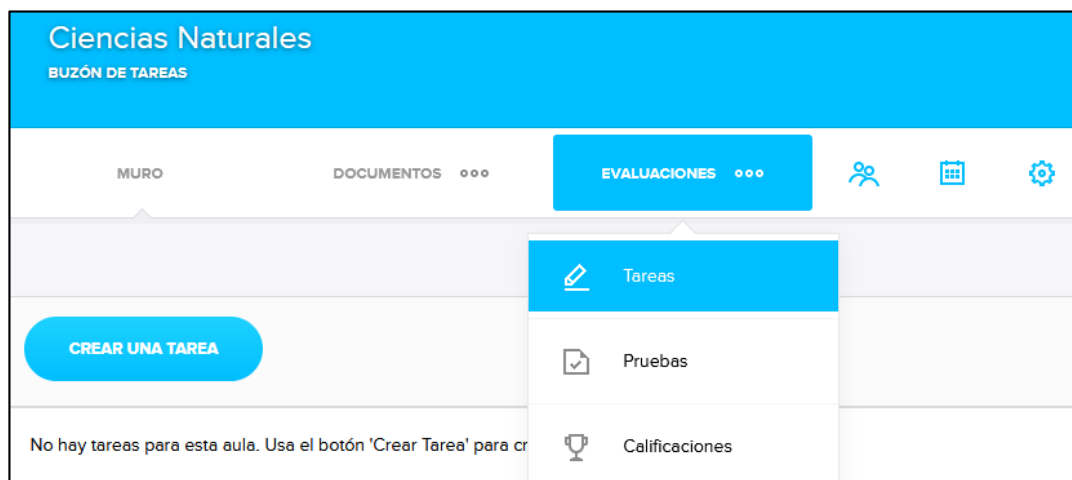 Ciencias Naturales
BUZÓN DE TAREAS
MURO
DOCUMENTOS
EVALUACIONES
Tareas
CREAR UNA TAREA
Pruebas
No hay tareas para esta aula. Usa el botón 'Crear Tarea' para cr
Calificaciones